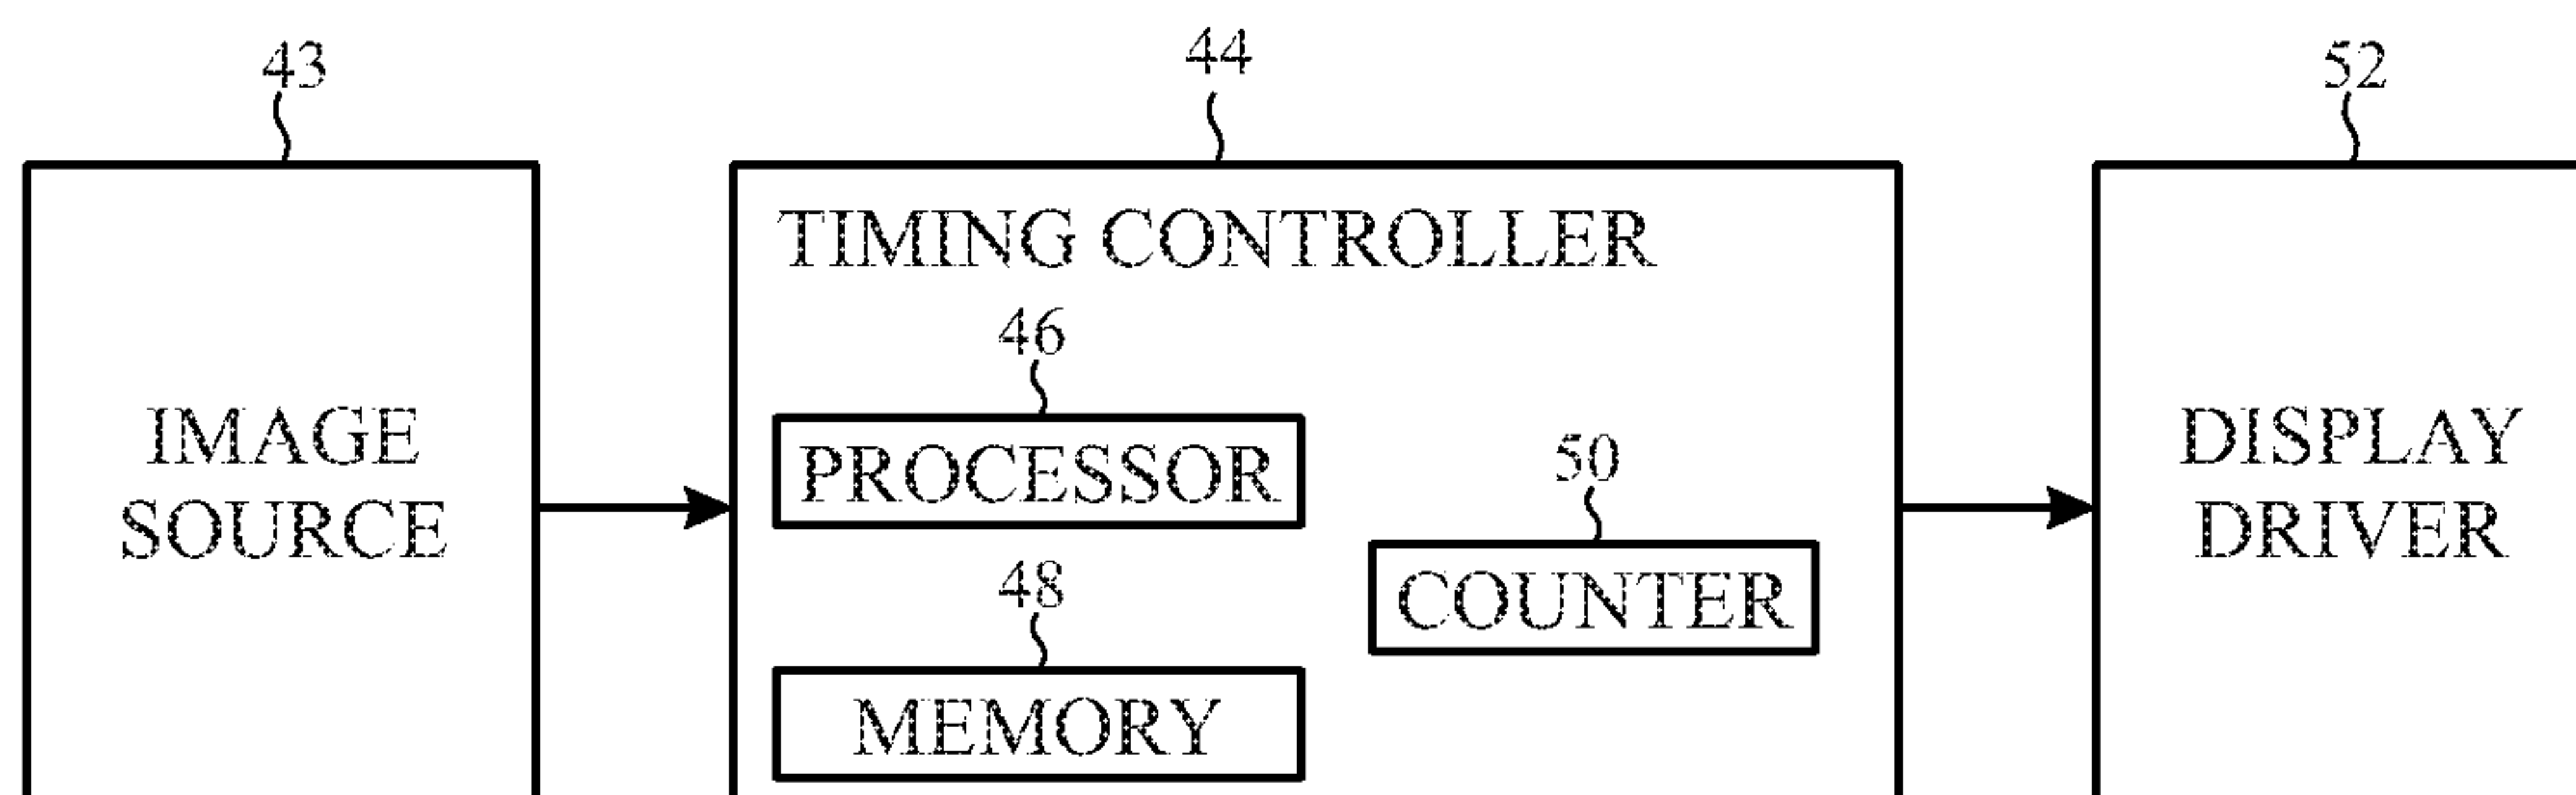 43
44
52
TIMING CONTROLLER
46
IMAGE
SOURCE
PROCESSOR
50
COUNTER
48
MEMORY
DISPLAY
DRIVER